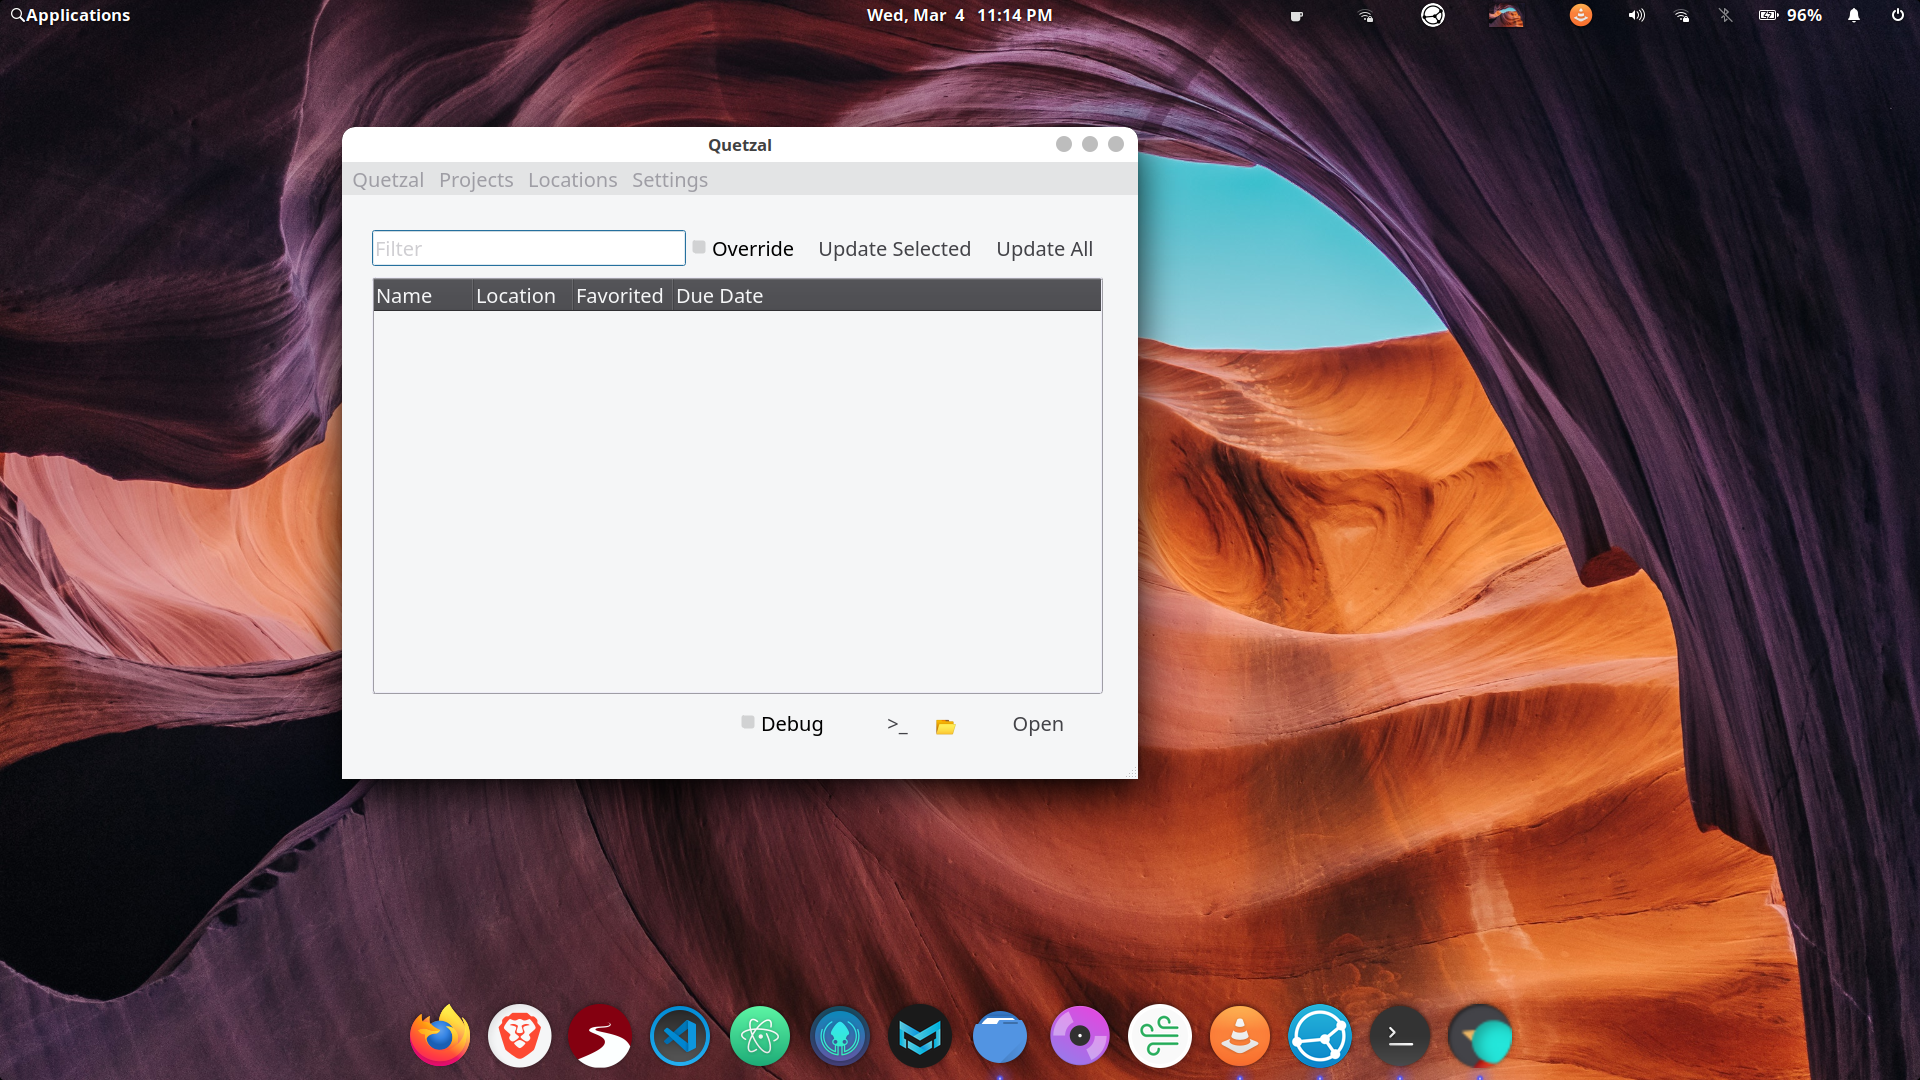 Applications Wed, Mar 4 11:14 PM 96%
Quetzal
Quetzal Projects Locations Settings
Filter Override Update Selected Update All
Name Location Favorited Due Date
Debug >_ Open